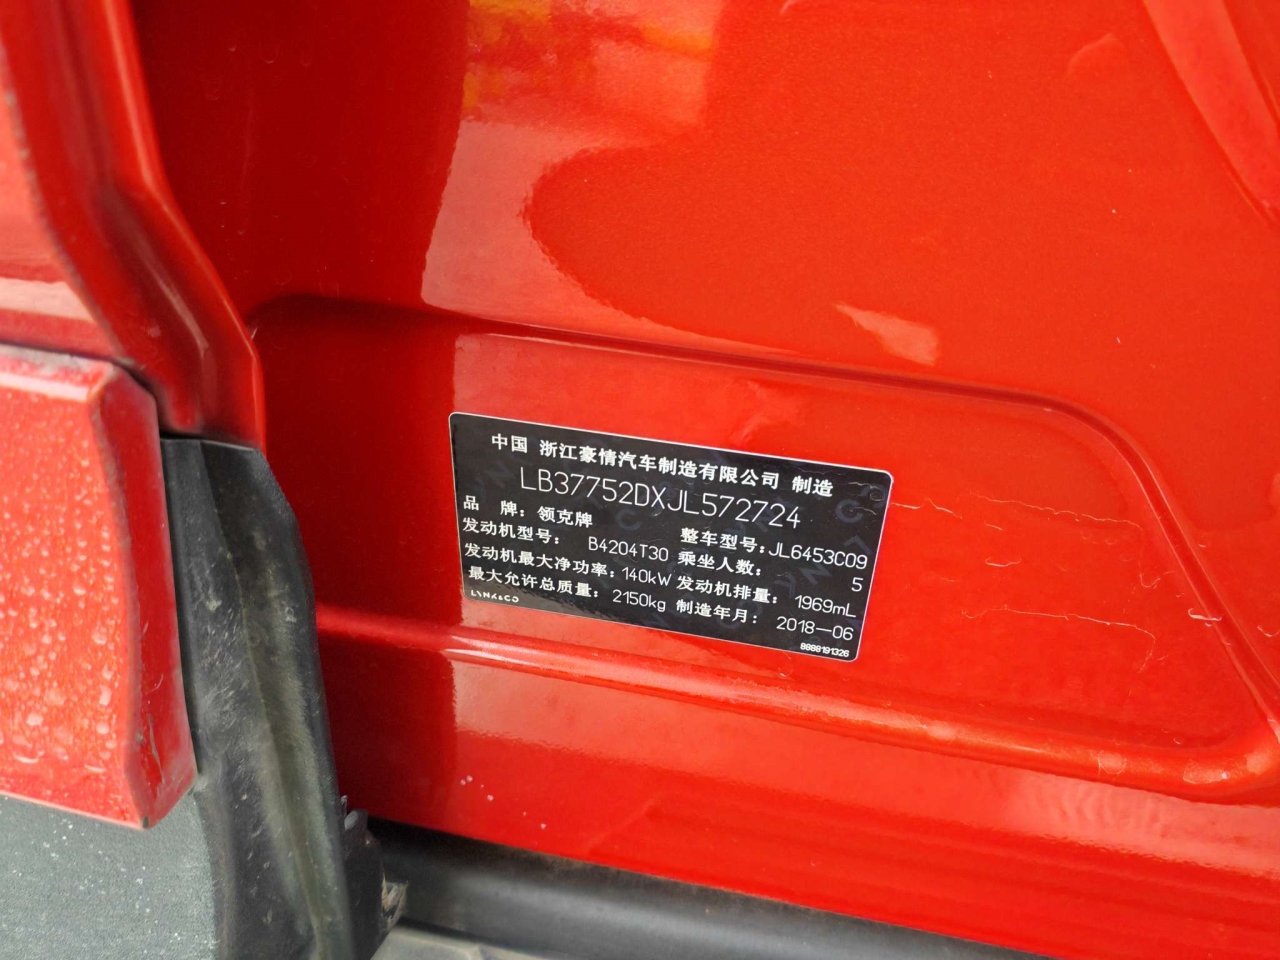 中国 浙江豪情汽车制造有限公司 制造
LB37752DXJL572724
品 牌：领克牌 整车型号：JL6453C09
发动机型号： B4204T30 乘坐人数： 5
发动机最大净功率：140kW 发动机排量： 1969mL
最大允许总质量： 2150kg 制造年月： 2018—06
LYNK&CO
8888191326